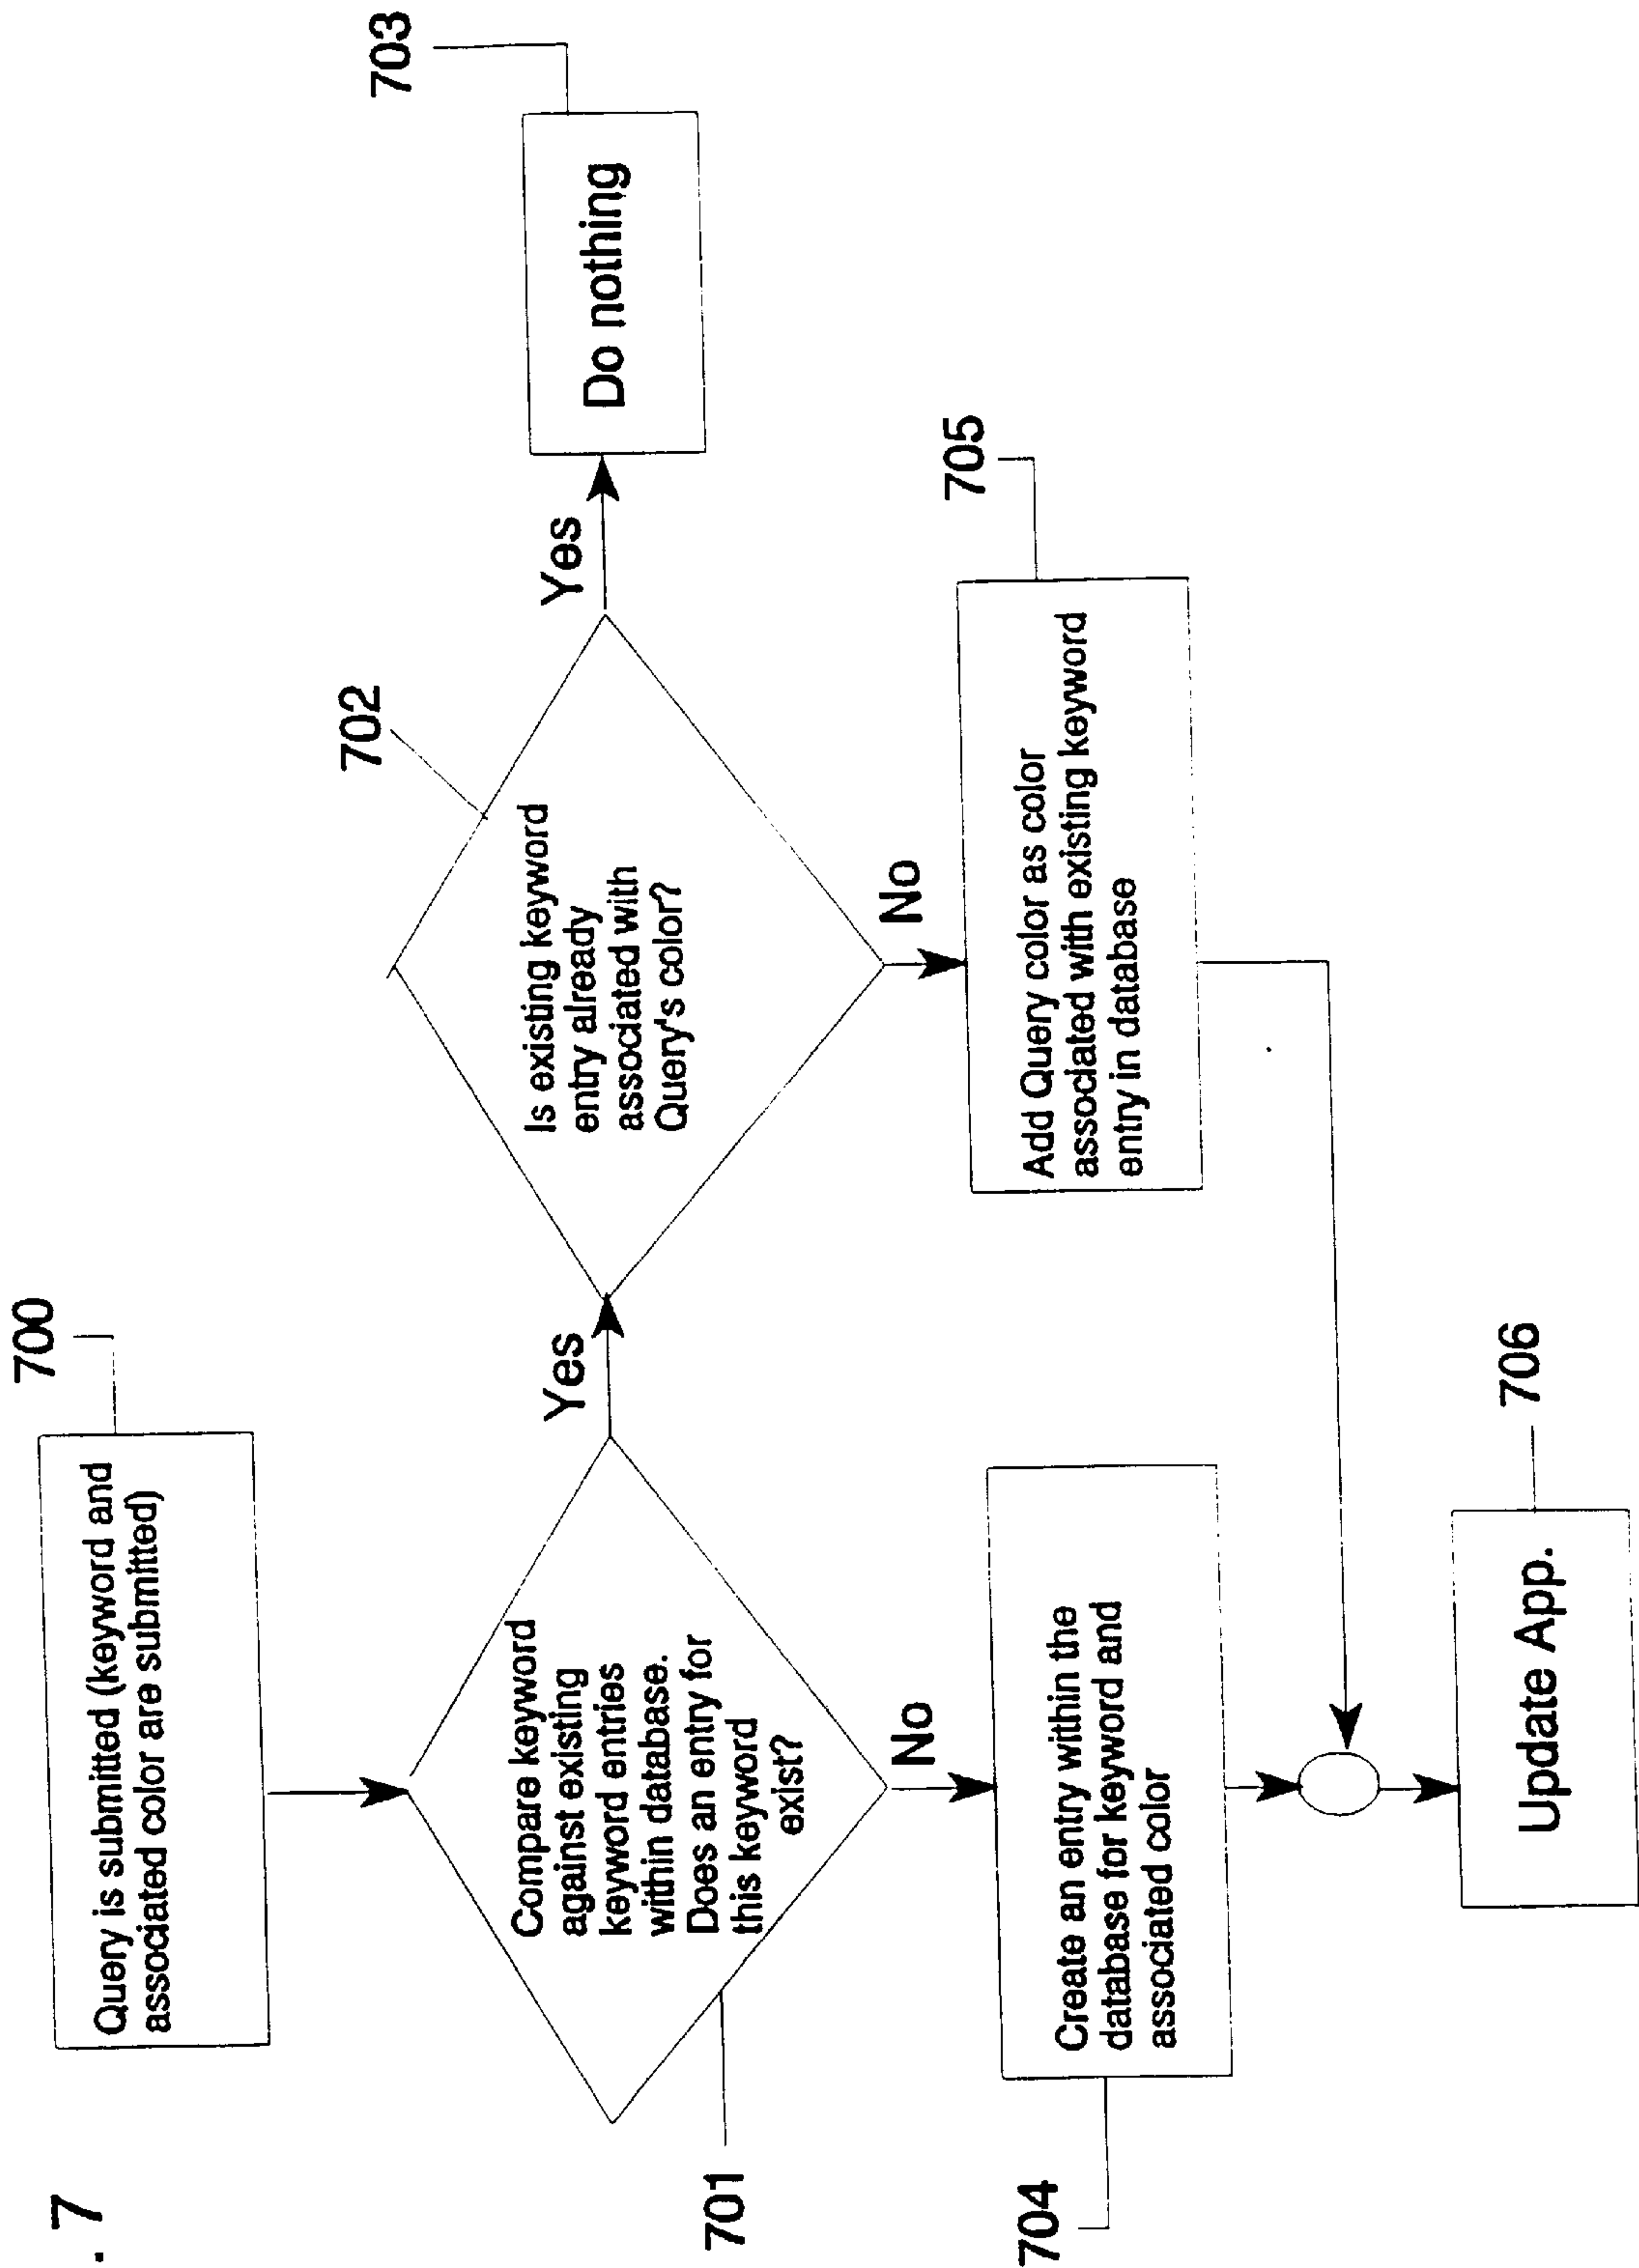 . 7
700
Query is submitted (keyword and
associated color are submitted)
701
Compare keyword
against existing
keyword entries
within database.
Does an entry for
this keyword
exist?
Yes
702
Is existing keyword
entry already
associated with
Query's color?
Yes
703
Do nothing
No
No
704
Create an entry within the
database for keyword and
associated color
705
Add Query color as color
associated with existing keyword
entry in database
706
Update App.